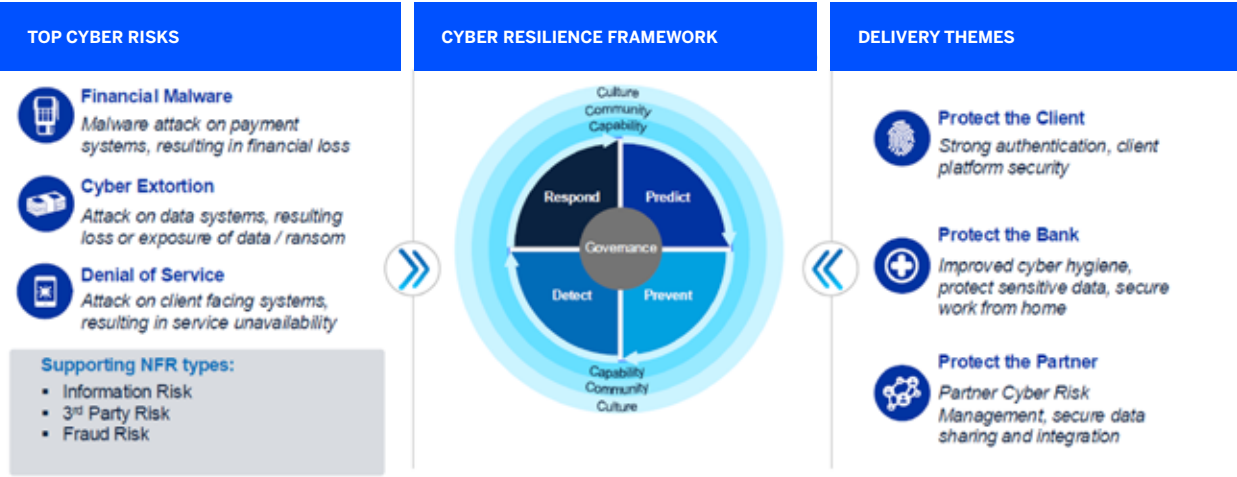 TOP CYBER RISKS
Financial Malware
Malware attack on payment
systems, resulting in financial loss
Cyber Extortion
Attack on data systems, resulting
loss or exposure of data / ransom
Denial of Service
Attack on client facing systems,
resulting in service unavailability
Supporting NFR types:
▪ Information Risk
▪ 3rd Party Risk
▪ Fraud Risk
CYBER RESILIENCE FRAMEWORK
Culture
Community
Capability
Respond
Predict
Governance
Detect
Prevent
Capability
Community
Culture
DELIVERY THEMES
Protect the Client
Strong authentication, client
platform security
Protect the Bank
Improved cyber hygiene,
protect sensitive data, secure
work from home
Protect the Partner
Partner Cyber Risk
Management, secure data
sharing and integration